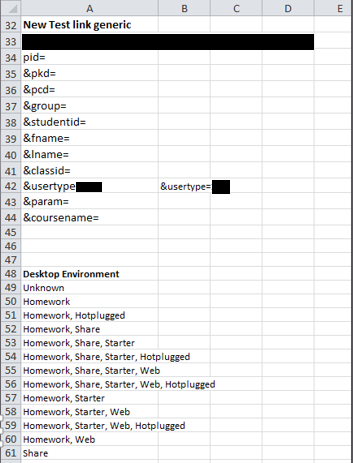 A B C D E
32 New Test link generic
33
34 pid=
35 &pkd=
36 &pcd=
37 &group=
38 &studentid=
39 &fname=
40 &lname=
41 &classid=
42 &usertype &usertype=
43 &param=
44 &coursename=
45
46
47
48 Desktop Environment
49 Unknown
50 Homework
51 Homework, Hotplugged
52 Homework, Share
53 Homework, Share, Starter
54 Homework, Share, Starter, Hotplugged
55 Homework, Share, Starter, Web
56 Homework, Share, Starter, Web, Hotplugged
57 Homework, Starter
58 Homework, Starter, Web
59 Homework, Starter, Web, Hotplugged
60 Homework, Web
61 Share